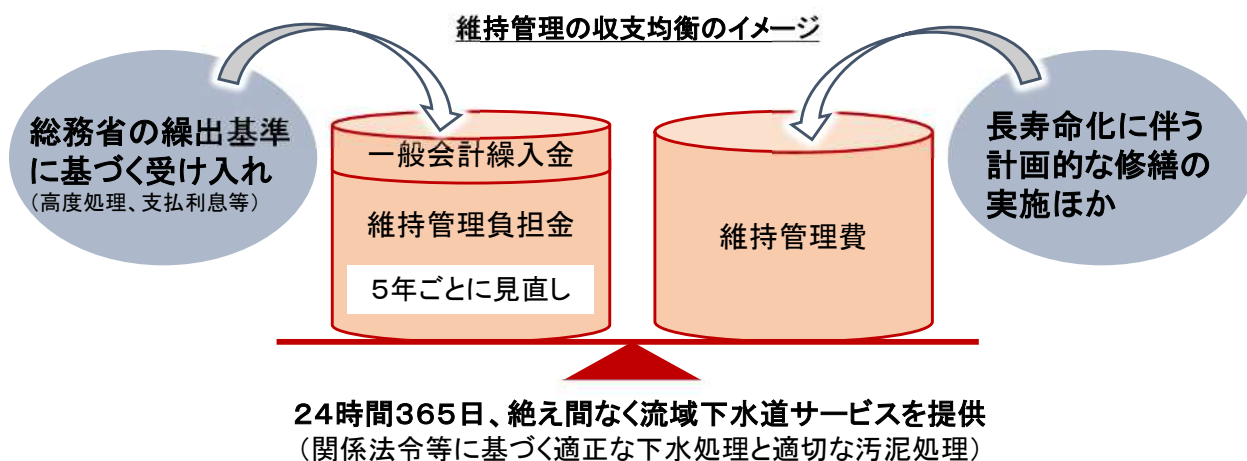 維持管理の収支均衡のイメージ
総務省の繰出基準
に基づく受け入れ
（高度処理、支払利息等）
一般会計繰入金
維持管理負担金
５年ごとに見直し
維持管理費
長寿命化に伴う
計画的な修繕の
実施ほか
２４時間３６５日、絶え間なく流域下水道サービスを提供
（関係法令等に基づく適正な下水処理と適切な汚泥処理）